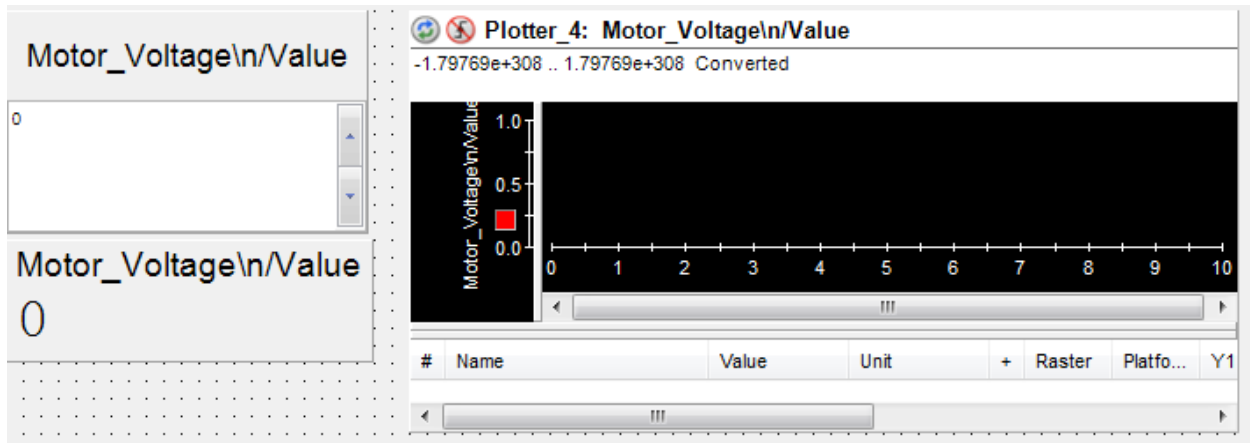 Motor_Voltage\n/Value
0
Motor_Voltage\n/Value
0
Plotter_4: Motor_Voltage\n/Value
-1.79769e+308 .. 1.79769e+308 Converted
Motor_Voltage\n/Value
1.0
0.5
0.0
0 1 2 3 4 5 6 7 8 9 10
# Name Value Unit + Raster Platfo... Y1